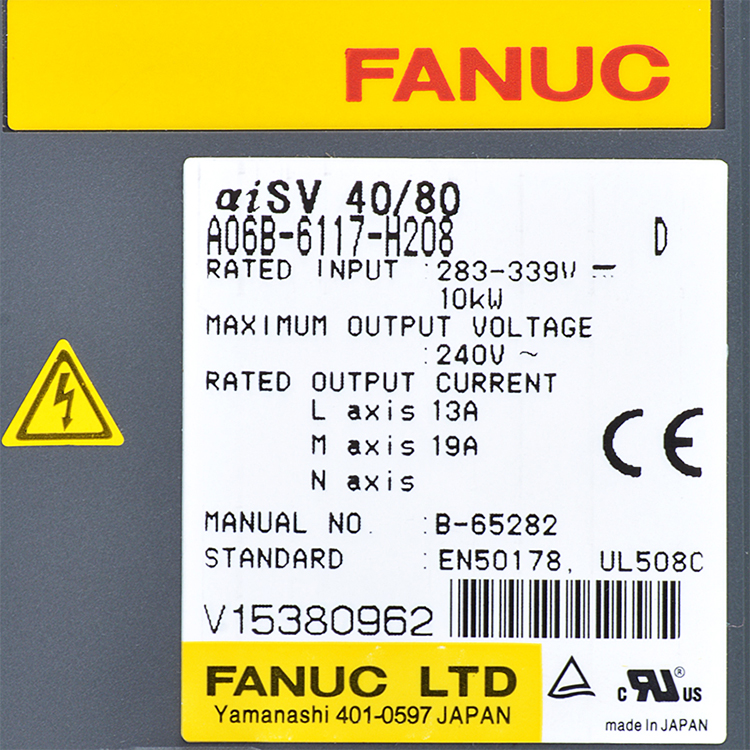 FANUC
αiSV 40/80
A06B-6117-H208 D
RATED INPUT : 283-339V ⎓
10kW
MAXIMUM OUTPUT VOLTAGE
: 240V ~
RATED OUTPUT CURRENT
L axis 13A
M axis 19A
N axis
MANUAL NO. : B-65282
STANDARD : EN50178, UL508C
CE
V15380962
FANUC LTD
Yamanashi 401-0597 JAPAN
c RU ® US
made in JAPAN